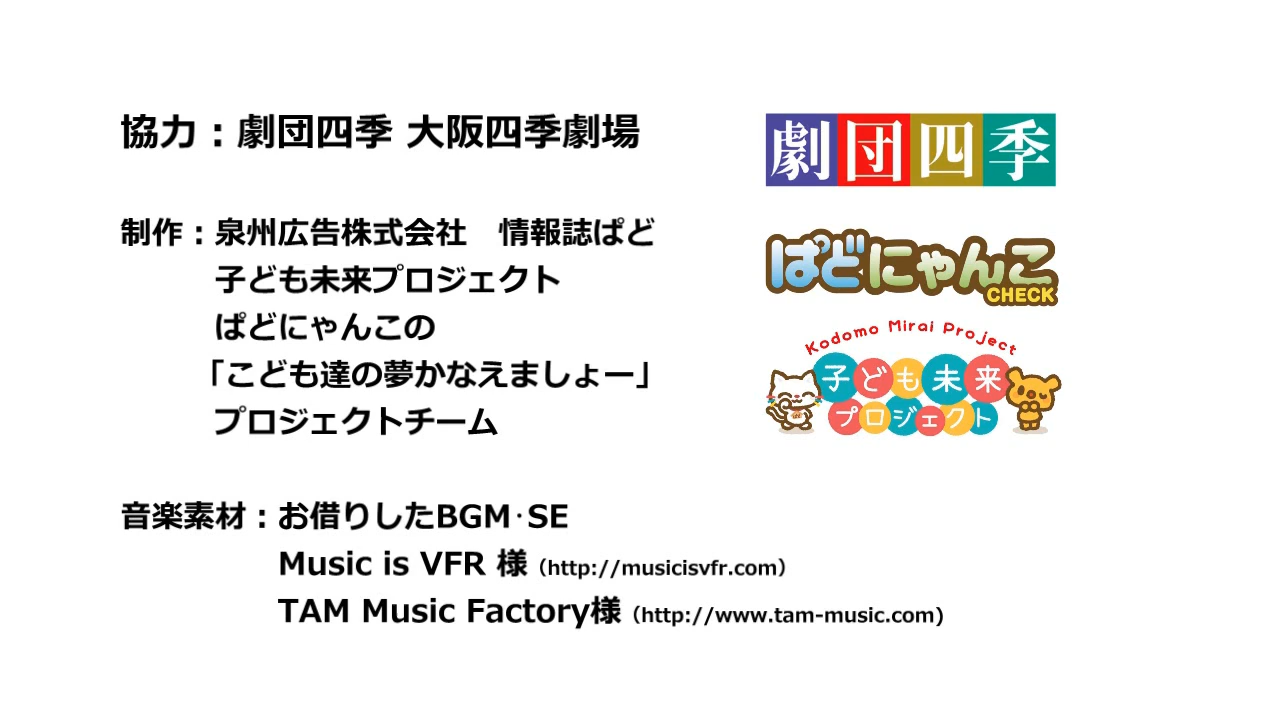 協力：劇団四季 大阪四季劇場
劇団四季
制作：泉州広告株式会社　情報誌ぱど
子ども未来プロジェクト
ぱどにゃんこの
「こども達の夢かなえましょー」
プロジェクトチーム
ぱどにゃんこ
CHECK
Kodomo Mirai Project
子ども未来
プロジェクト
音楽素材：お借りしたBGM･SE
Music is VFR 様（http://musicisvfr.com）
TAM Music Factory様（http://www.tam-music.com)